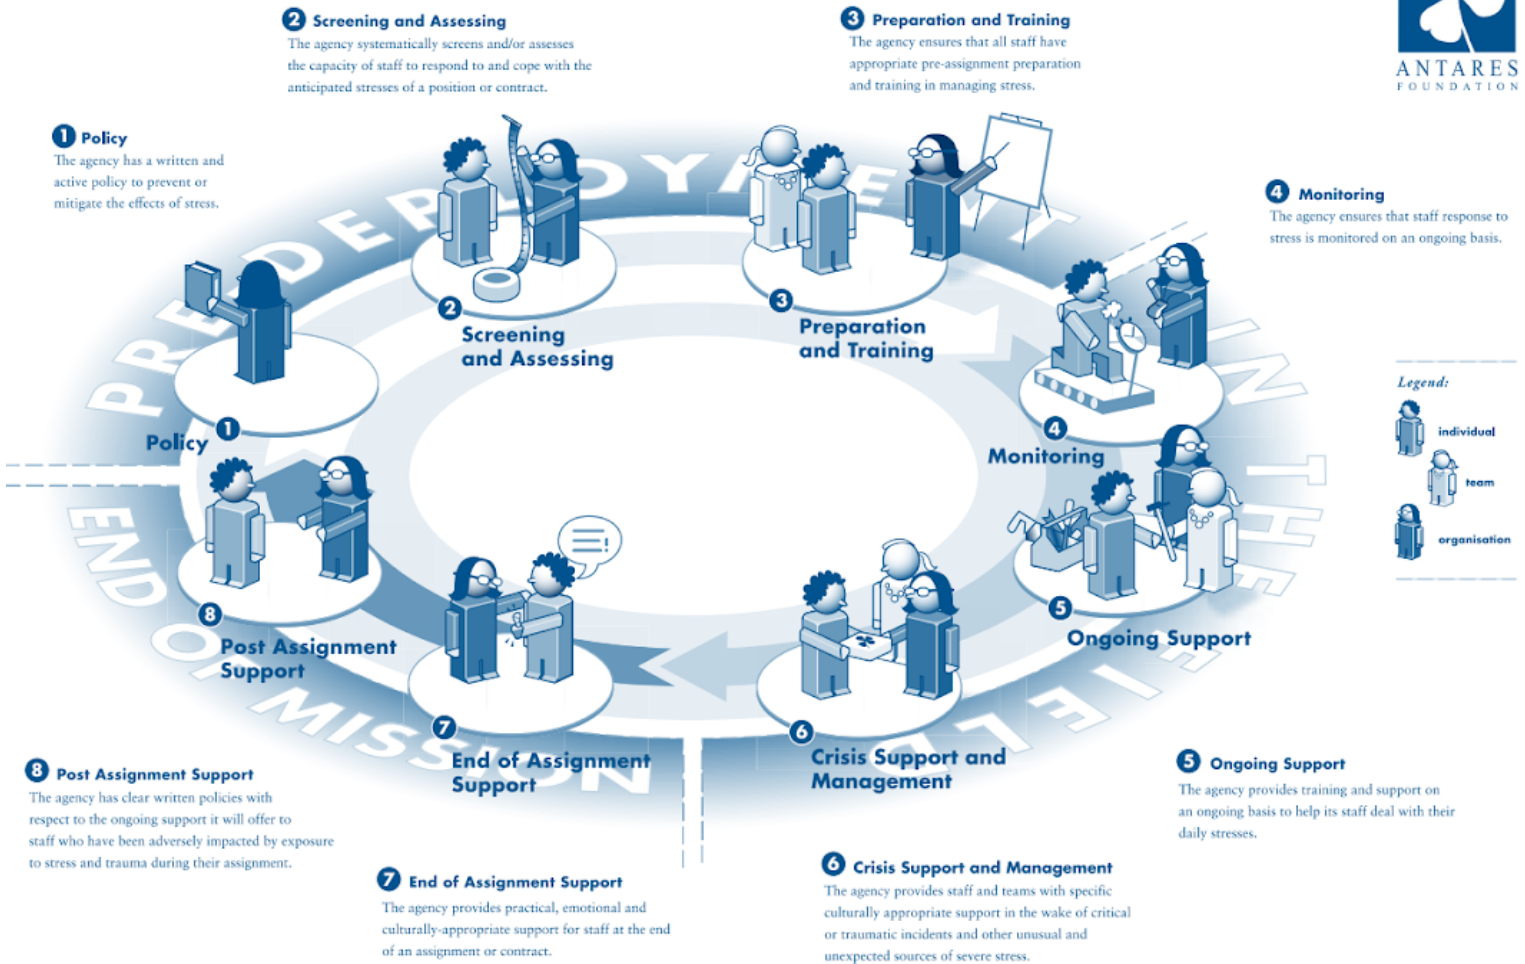 2 Screening and Assessing
The agency systematically screens and/or assesses
the capacity of staff to respond to and cope with the
anticipated stresses of a position or contract.
3 Preparation and Training
The agency ensures that all staff have
appropriate pre-assignment preparation
and training in managing stress.
ANTARES
FOUNDATION
1 Policy
The agency has a written and
active policy to prevent or
mitigate the effects of stress.
4 Monitoring
The agency ensures that staff response to
stress is monitored on an ongoing basis.
PRE-DEPLOYMENT
IN THE FIELD
END OF MISSION
1
Policy
2
Screening
and Assessing
3
Preparation
and Training
4
Monitoring
5
Ongoing Support
6
Crisis Support and
Management
7
End of Assignment
Support
8
Post Assignment
Support
Legend:
individual
team
organisation
8 Post Assignment Support
The agency has clear written policies with
respect to the ongoing support it will offer to
staff who have been adversely impacted by exposure
to stress and trauma during their assignment.
7 End of Assignment Support
The agency provides practical, emotional and
culturally-appropriate support for staff at the end
of an assignment or contract.
6 Crisis Support and Management
The agency provides staff and teams with specific
culturally appropriate support in the wake of critical
or traumatic incidents and other unusual and
unexpected sources of severe stress.
5 Ongoing Support
The agency provides training and support on
an ongoing basis to help its staff deal with their
daily stresses.